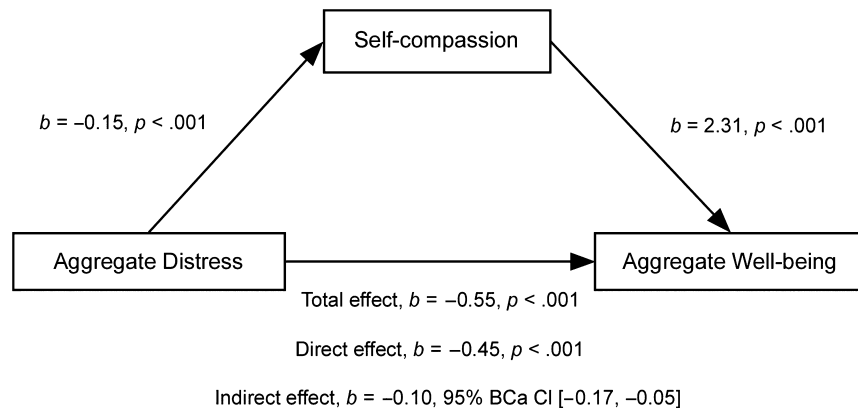 Self-compassion
b = –0.15, p < .001
b = 2.31, p < .001
Aggregate Distress
Aggregate Well-being
Total effect, b = –0.55, p < .001
Direct effect, b = –0.45, p < .001
Indirect effect, b = –0.10, 95% BCa CI [–0.17, –0.05]